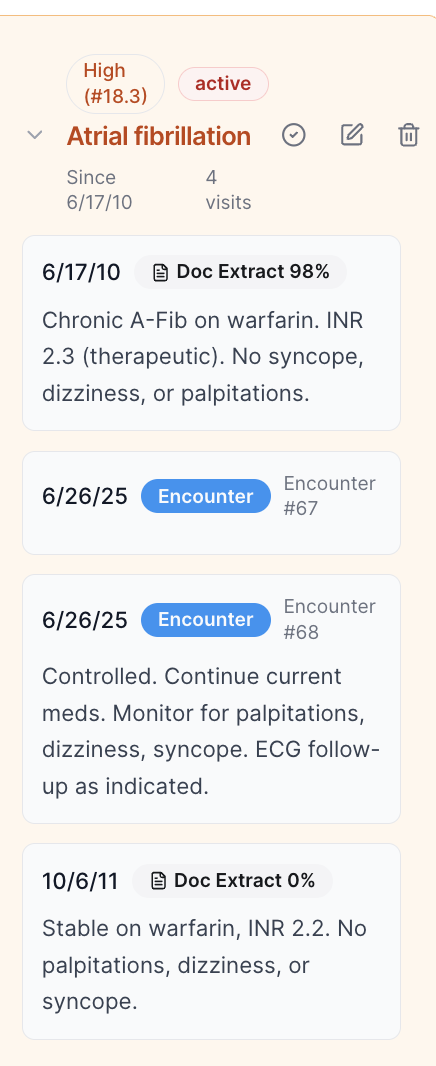 High
(#18.3)
active
Atrial fibrillation
Since
6/17/10
4
visits
6/17/10 Doc Extract 98%
Chronic A-Fib on warfarin. INR
2.3 (therapeutic). No syncope,
dizziness, or palpitations.
6/26/25 Encounter
Encounter
#67
6/26/25 Encounter
Encounter
#68
Controlled. Continue current
meds. Monitor for palpitations,
dizziness, syncope. ECG follow-
up as indicated.
10/6/11 Doc Extract 0%
Stable on warfarin, INR 2.2. No
palpitations, dizziness, or
syncope.